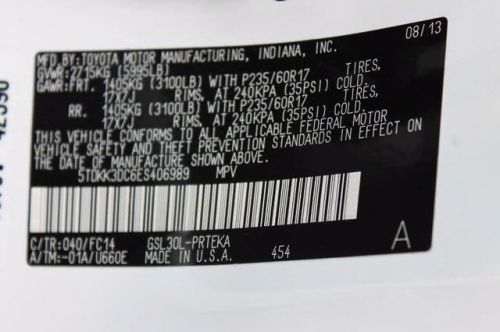 08/13
MFD.BY:TOYOTA MOTOR MANUFACTURING, INDIANA, INC.
GVWR:2715KG (5995LB)
GAWR:FRT. 1405KG (3100LB) WITH P235/60R17 TIRES,
17X7J RIMS, AT 240KPA (35PSI) COLD.
RR. 1405KG (3100LB) WITH P235/60R17 TIRES,
17X7J RIMS, AT 240KPA (35PSI) COLD.
THIS VEHICLE CONFORMS TO ALL APPLICABLE FEDERAL MOTOR
VEHICLE SAFETY AND THEFT PREVENTION STANDARDS IN EFFECT ON
THE DATE OF MANUFACTURE SHOWN ABOVE.
5TDKK3DC6ES406989 MPV
C/TR:040/FC14 GSL30L-PRTEKA
A/TM:-01A/U660E MADE IN U.S.A. 454
A